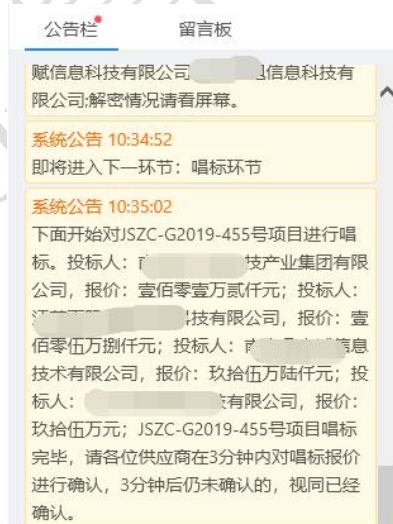 公告栏 留言板
赋信息科技有限公司 信息科技有
限公司;解密情况请看屏幕。
系统公告 10:34:52
即将进入下一环节：唱标环节
系统公告 10:35:02
下面开始对JSZC-G2019-455号项目进行唱
标。投标人： 技产业集团有限
公司，报价：壹佰零壹万贰仟元；投标人：
科技有限公司，报价：壹
佰零伍万捌仟元；投标人： 信息
技术有限公司，报价：玖拾伍万陆仟元；投
标人： 有限公司，报价：
玖拾伍万元；JSZC-G2019-455号项目唱标
完毕，请各位供应商在3分钟内对唱标报价
进行确认，3分钟后仍未确认的，视同已经
确认。